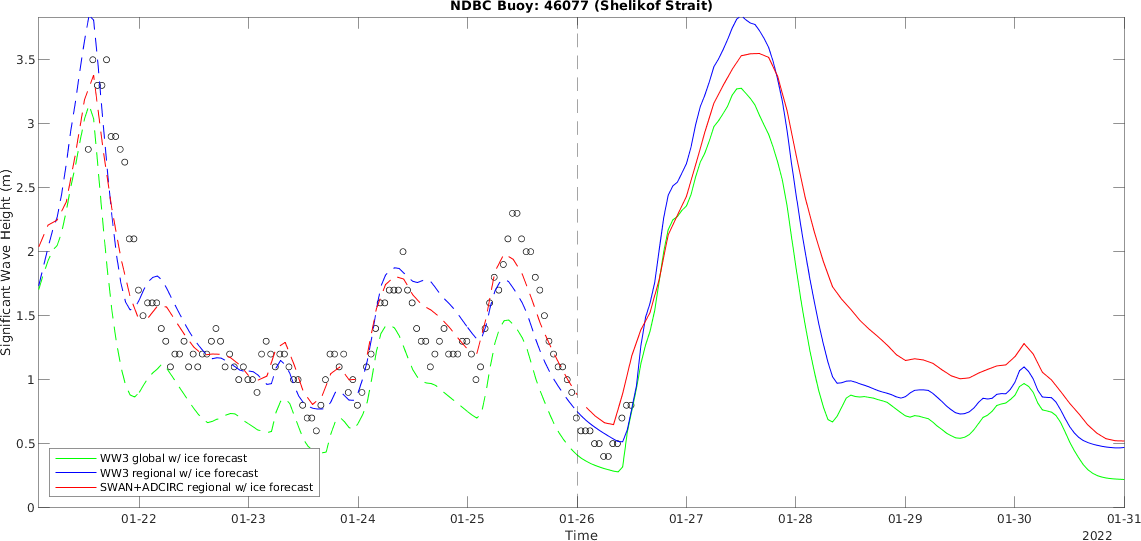 NDBC Buoy: 46077 (Shelikof Strait)
Significant Wave Height (m)
3.5
3
2.5
2
1.5
1
0.5
0
WW3 global w/ ice forecast
WW3 regional w/ ice forecast
SWAN+ADCIRC regional w/ ice forecast
01-22 01-23 01-24 01-25 01-26 01-27 01-28 01-29 01-30 01-31
Time
2022